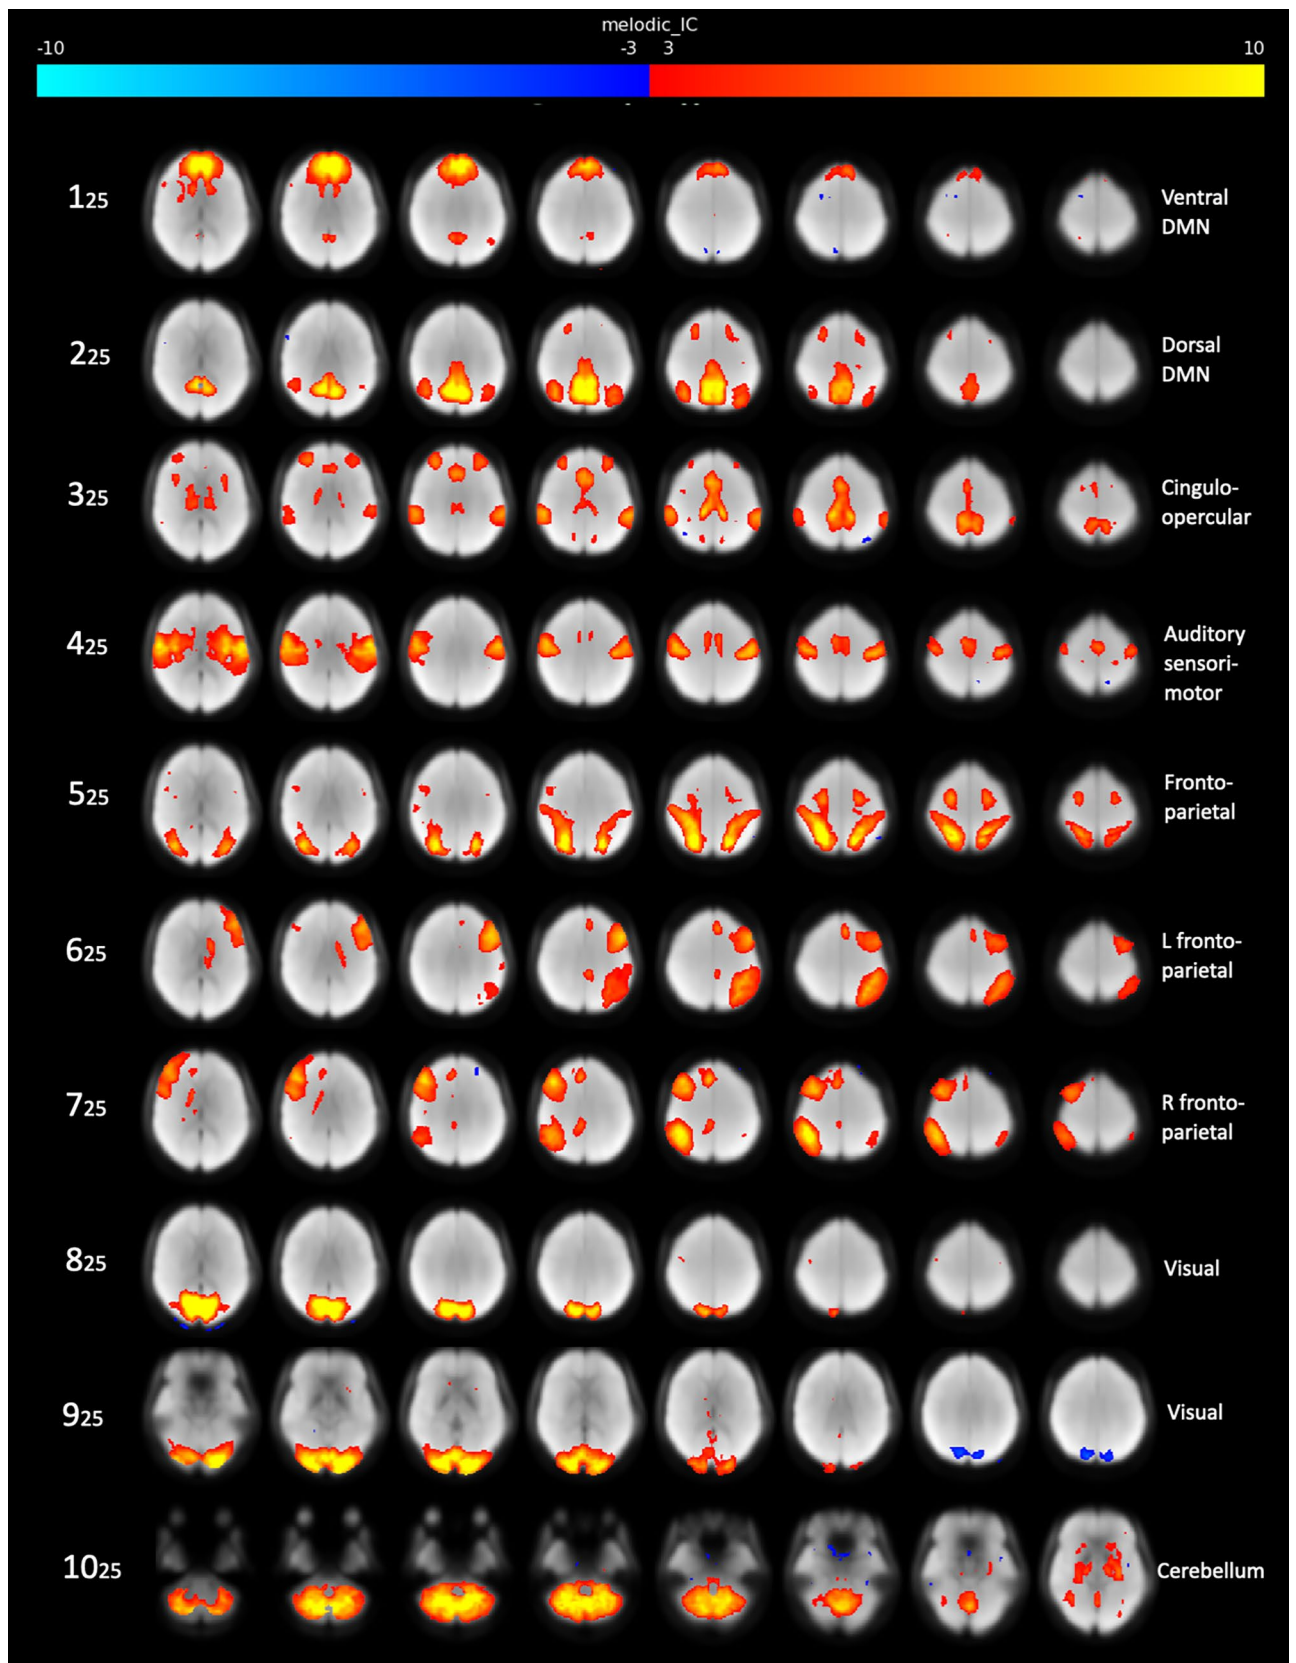 melodic_IC
-10 -3 3 10
125 Ventral
DMN
225 Dorsal
DMN
325 Cingulo-
opercular
425 Auditory
sensori-
motor
525 Fronto-
parietal
625 L fronto-
parietal
725 R fronto-
parietal
825 Visual
925 Visual
1025 Cerebellum